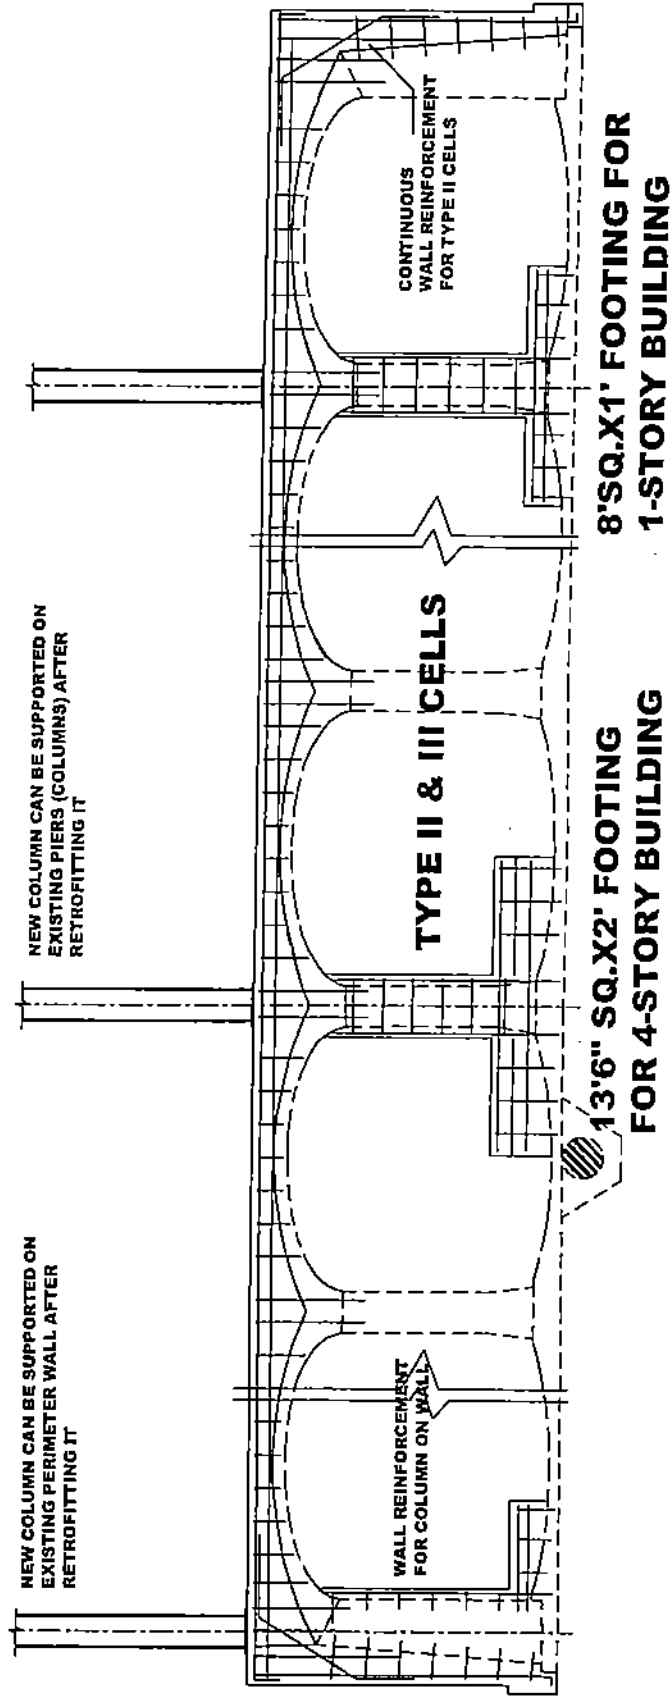 NEW COLUMN CAN BE SUPPORTED ON
EXISTING PERIMETER WALL AFTER
RETROFITTING IT
NEW COLUMN CAN BE SUPPORTED ON
EXISTING PIERS (COLUMNS) AFTER
RETROFITTING IT
WALL REINFORCEMENT
FOR COLUMN ON WALL
TYPE II & III CELLS
CONTINUOUS
WALL REINFORCEMENT
FOR TYPE II CELLS
13'6" SQ.X2' FOOTING
FOR 4-STORY BUILDING
8'SQ.X1' FOOTING FOR
1-STORY BUILDING